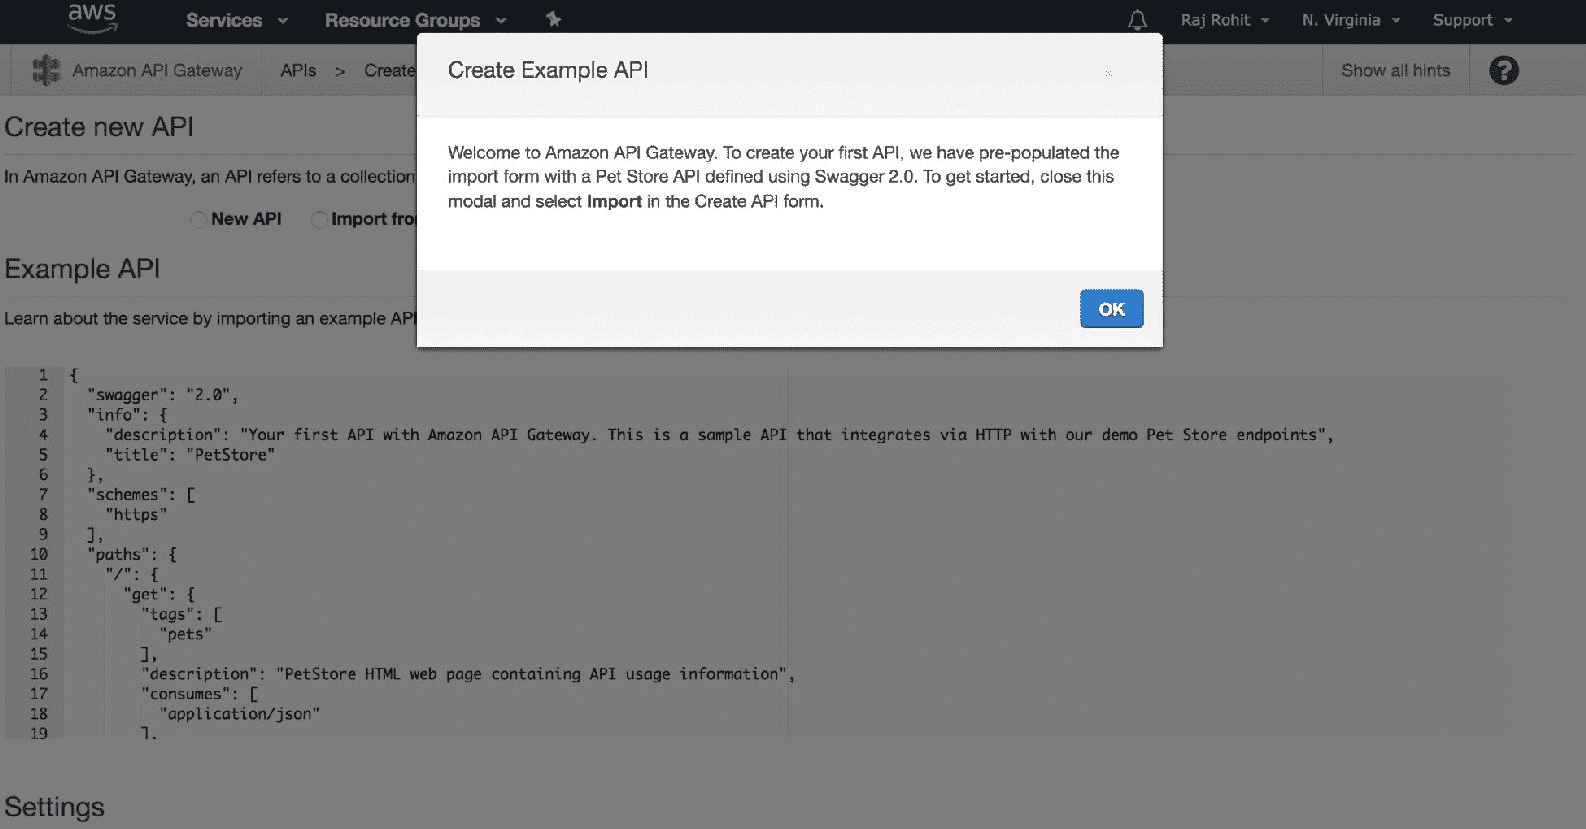 aws Services Resource Groups Raj Rohit N. Virginia Support
Amazon API Gateway APIs > Create Show all hints ?
Create Example API
×
Welcome to Amazon API Gateway. To create your first API, we have pre-populated the
import form with a Pet Store API defined using Swagger 2.0. To get started, close this
modal and select Import in the Create API form.
OK
Create new API
In Amazon API Gateway, an API refers to a collection
New API Import fro
Example API
Learn about the service by importing an example API
1 {
2 "swagger": "2.0",
3 "info": {
4 "description": "Your first API with Amazon API Gateway. This is a sample API that integrates via HTTP with our demo Pet Store endpoints",
5 "title": "PetStore"
6 },
7 "schemes": [
8 "https"
9 ],
10 "paths": {
11 "/": {
12 "get": {
13 "tags": [
14 "pets"
15 ],
16 "description": "PetStore HTML web page containing API usage information",
17 "consumes": [
18 "application/json"
19 ],
Settings